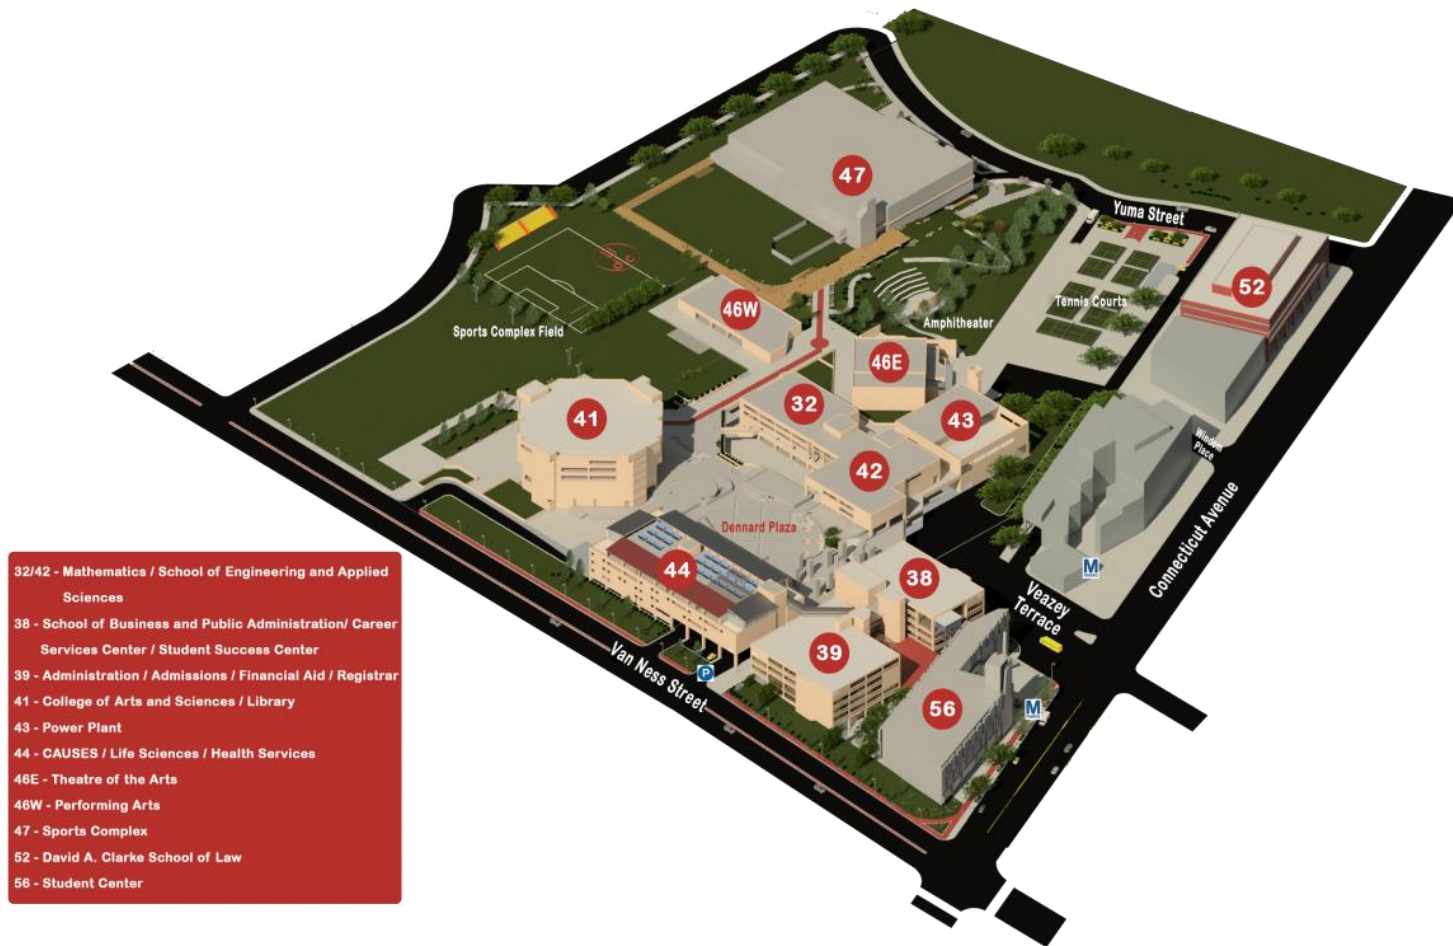 47
Yuma Street
52
46W
Tennis Courts
Sports Complex Field
Amphitheater
46E
32
41
43
Windom
Place
42
Connecticut Avenue
Dennard Plaza
44
38
M
Veazey
Terrace
39
P
Van Ness Street
56
M
32/42 - Mathematics / School of Engineering and Applied
Sciences
38 - School of Business and Public Administration/ Career
Services Center / Student Success Center
39 - Administration / Admissions / Financial Aid / Registrar
41 - College of Arts and Sciences / Library
43 - Power Plant
44 - CAUSES / Life Sciences / Health Services
46E - Theatre of the Arts
46W - Performing Arts
47 - Sports Complex
52 - David A. Clarke School of Law
56 - Student Center